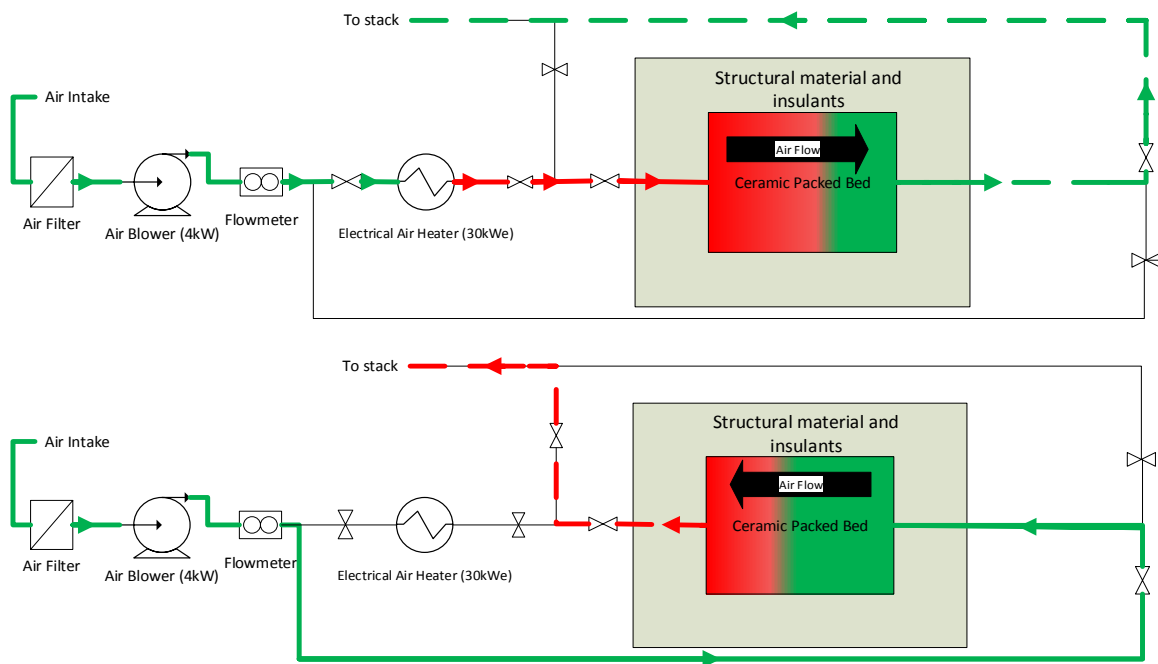 To stack
Air Intake
Structural material and
insulants
Air Flow
Ceramic Packed Bed
Air Filter
Air Blower (4kW)
Flowmeter
Electrical Air Heater (30kWe)
To stack
Air Intake
Structural material and
insulants
Air Flow
Ceramic Packed Bed
Air Filter
Air Blower (4kW)
Flowmeter
Electrical Air Heater (30kWe)